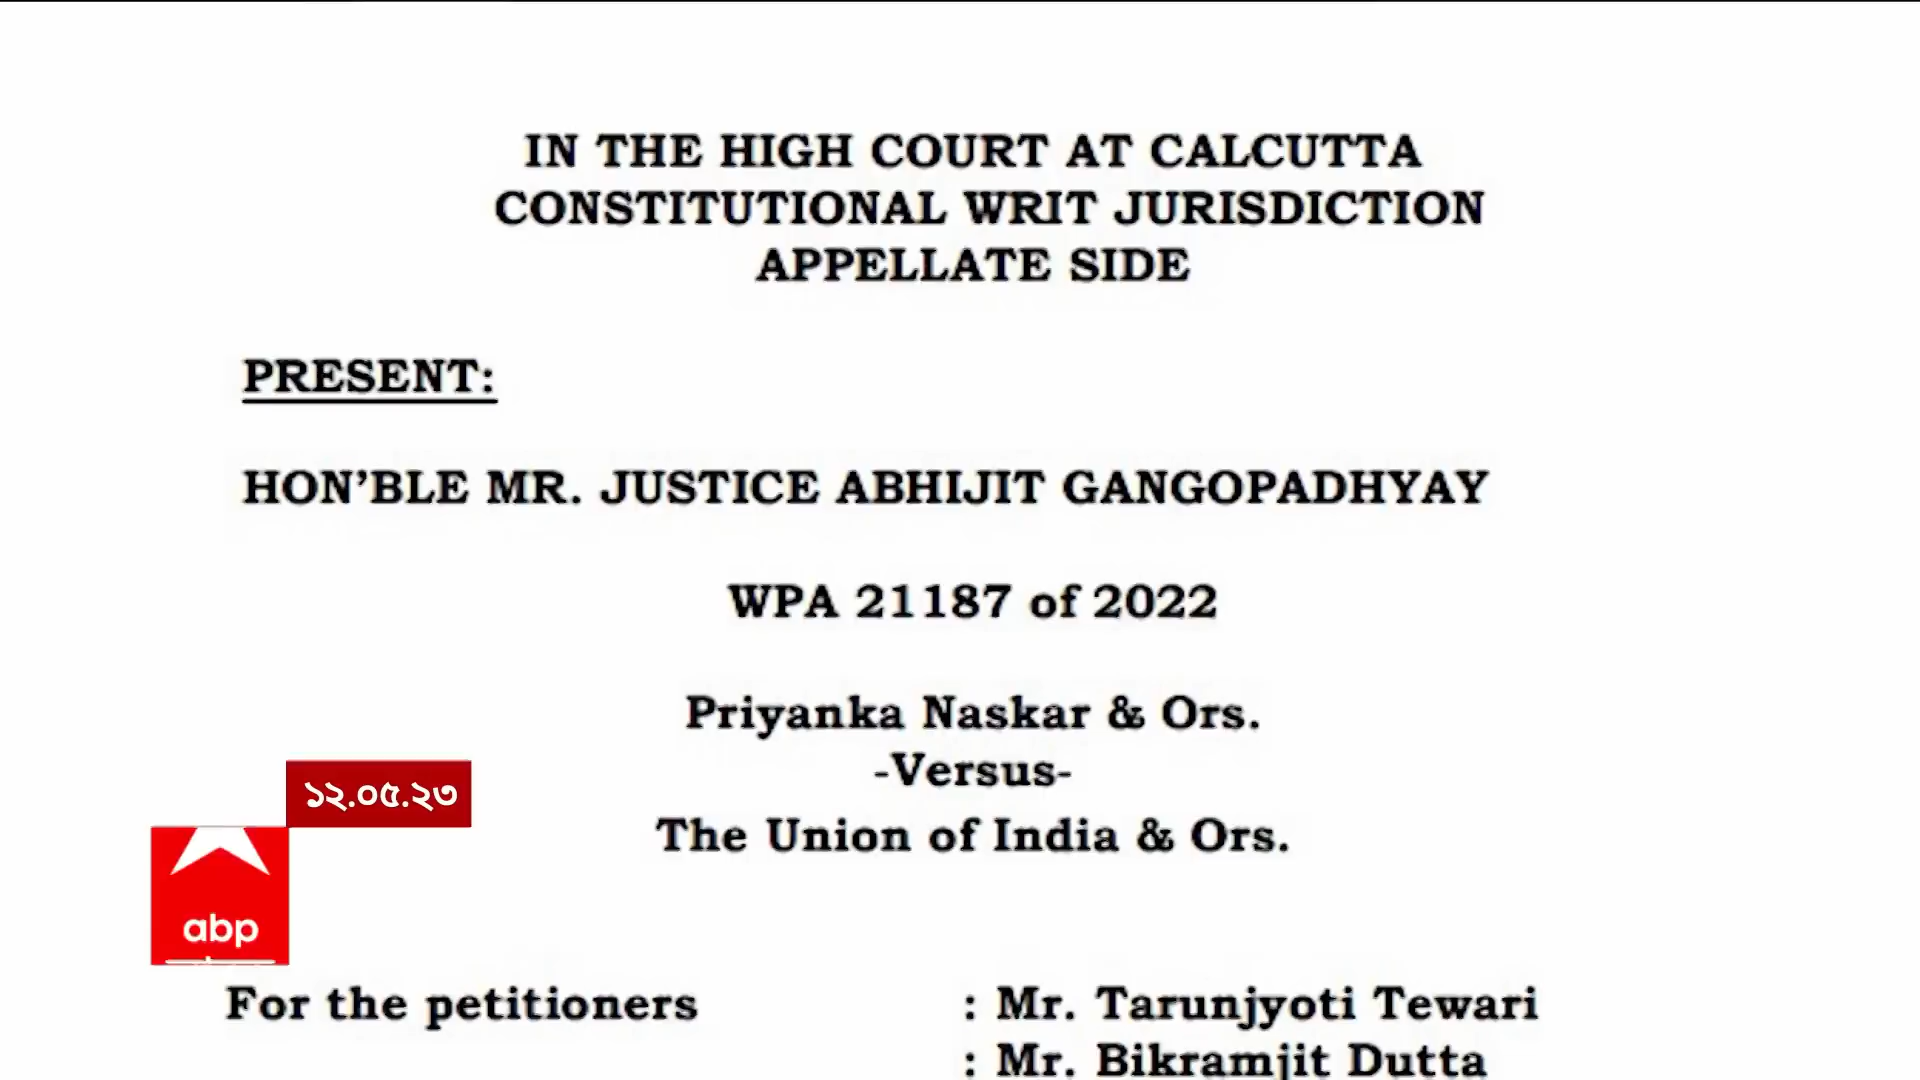 IN THE HIGH COURT AT CALCUTTA
CONSTITUTIONAL WRIT JURISDICTION
APPELLATE SIDE
PRESENT:
HON’BLE MR. JUSTICE ABHIJIT GANGOPADHYAY
WPA 21187 of 2022
Priyanka Naskar & Ors.
-Versus-
The Union of India & Ors.
১২.০৫.২৩
abp
For the petitioners : Mr. Tarunjyoti Tewari
: Mr. Bikramjit Dutta